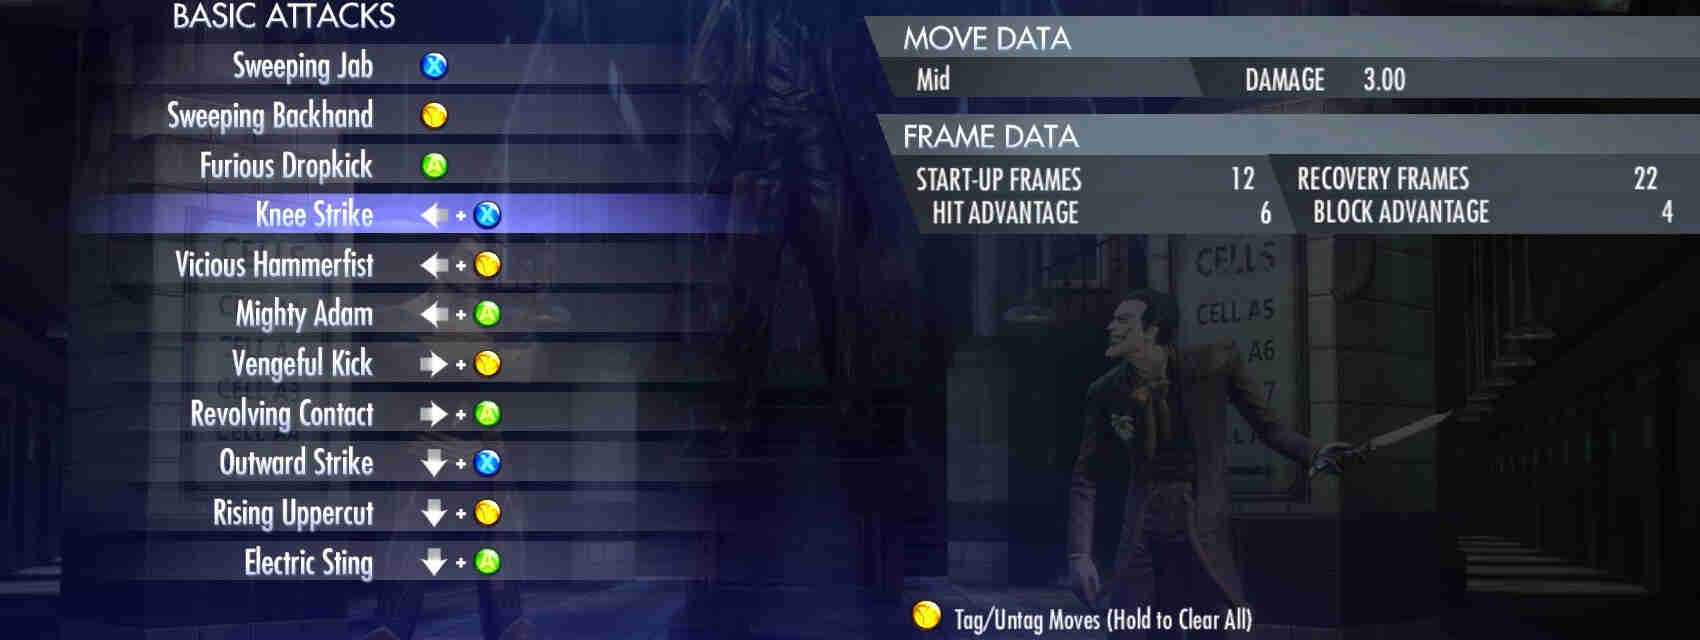 BASIC ATTACKS
Sweeping Jab X
Sweeping Backhand Y
Furious Dropkick A
Knee Strike + X
Vicious Hammerfist + Y
Mighty Adam + A
Vengeful Kick + Y
Revolving Contact + A
Outward Strike + X
Rising Uppercut + Y
Electric Sting + A
MOVE DATA
Mid DAMAGE 3.00
FRAME DATA
START-UP FRAMES 12 RECOVERY FRAMES 22
HIT ADVANTAGE 6 BLOCK ADVANTAGE 4
CELLS
CELL A5
A6
7
Y Tag/Untag Moves (Hold to Clear All)